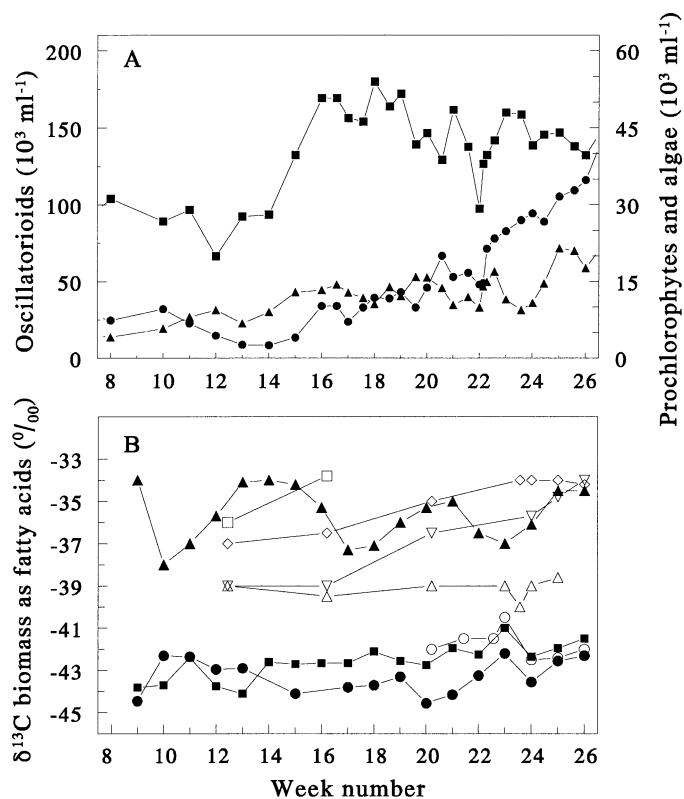 A
200
150
100
50
0
Oscillatorioids (10³ ml⁻¹)
60
45
30
15
0
Prochlorophytes and algae (10³ ml⁻¹)
8 10 12 14 16 18 20 22 24 26
B
-33
-35
-37
-39
-41
-43
-45
δ¹³C biomass as fatty acids (⁰/₀₀)
8 10 12 14 16 18 20 22 24 26
Week number